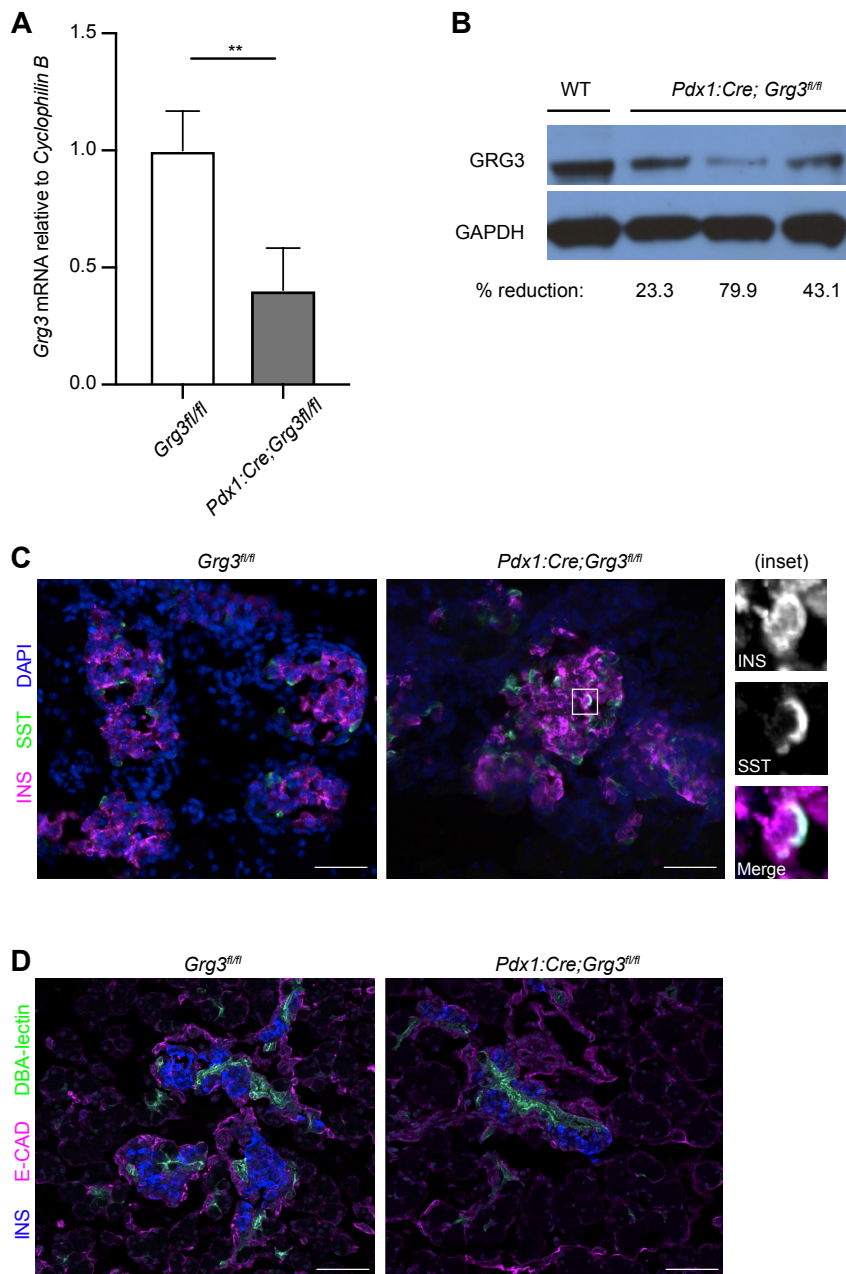 A
Grg3 mRNA relative to Cyclophilin B
1.5
1.0
0.5
0.0
**
Grg3fl/fl
Pdx1:Cre;Grg3fl/fl
B
WT
Pdx1:Cre; Grg3fl/fl
GRG3
GAPDH
% reduction: 23.3 79.9 43.1
C
Grg3fl/fl
Pdx1:Cre;Grg3fl/fl
(inset)
INS SST DAPI
INS
SST
Merge
D
Grg3fl/fl
Pdx1:Cre;Grg3fl/fl
INS E-CAD DBA-lectin